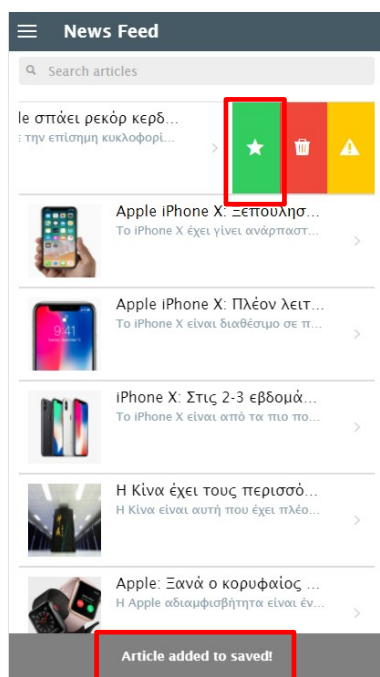 News Feed
Search articles
le σπάει ρεκόρ κερδ...
ε την επίσημη κυκλοφορί...
Apple iPhone X: Ξεπούλησ...
Το iPhone X έχει γίνει ανάρπαστ...
Apple iPhone X: Πλέον λειτ...
Το iPhone X είναι διαθέσιμο σε π...
9:41
iPhone X: Στις 2-3 εβδομά...
Το iPhone X είναι από τα πιο πο...
Η Κίνα έχει τους περισσό...
Η Κίνα είναι αυτή που έχει πλέο...
Apple: Ξανά ο κορυφαίος ...
Η Apple αδιαμφισβήτητα είναι έν...
Article added to saved!